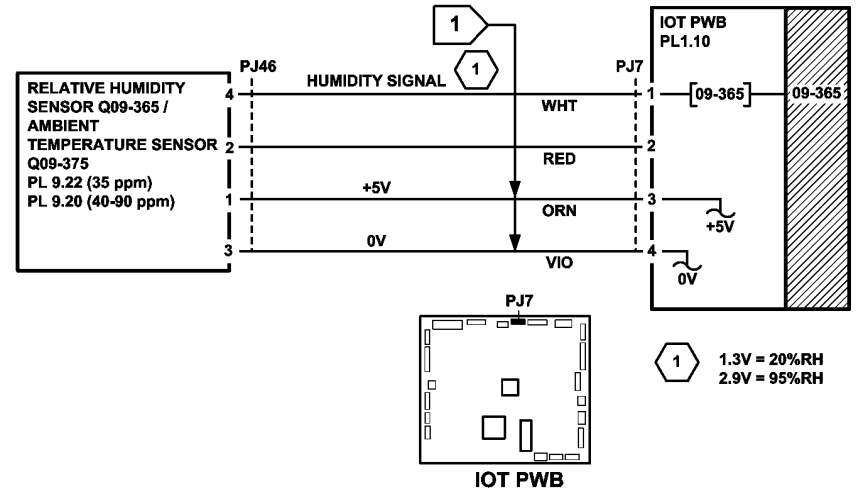 1
IOT PWB
PL1.10
PJ46
PJ7
RELATIVE HUMIDITY
SENSOR Q09-365 /
AMBIENT
TEMPERATURE SENSOR
Q09-375
PL 9.22 (35 ppm)
PL 9.20 (40-90 ppm)
4
HUMIDITY SIGNAL
1
WHT
1
09-365
09-365
2
RED
2
1
+5V
ORN
3
+5V
3
0V
VIO
4
0V
PJ7
1
1.3V = 20%RH
2.9V = 95%RH
IOT PWB